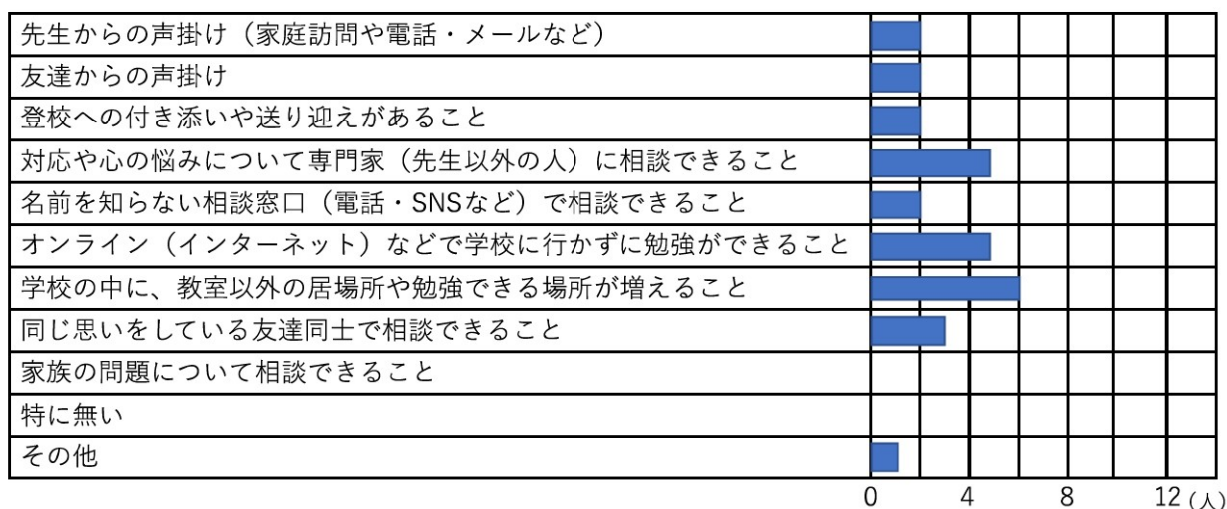 先生からの声掛け（家庭訪問や電話・メールなど）
友達からの声掛け
登校への付き添いや送り迎えがあること
対応や心の悩みについて専門家（先生以外の人）に相談できること
名前を知らない相談窓口（電話・SNSなど）で相談できること
オンライン（インターネット）などで学校に行かずに勉強ができること
学校の中に、教室以外の居場所や勉強できる場所が増えること
同じ思いをしている友達同士で相談できること
家族の問題について相談できること
特に無い
その他
0 4 8 12 (人)